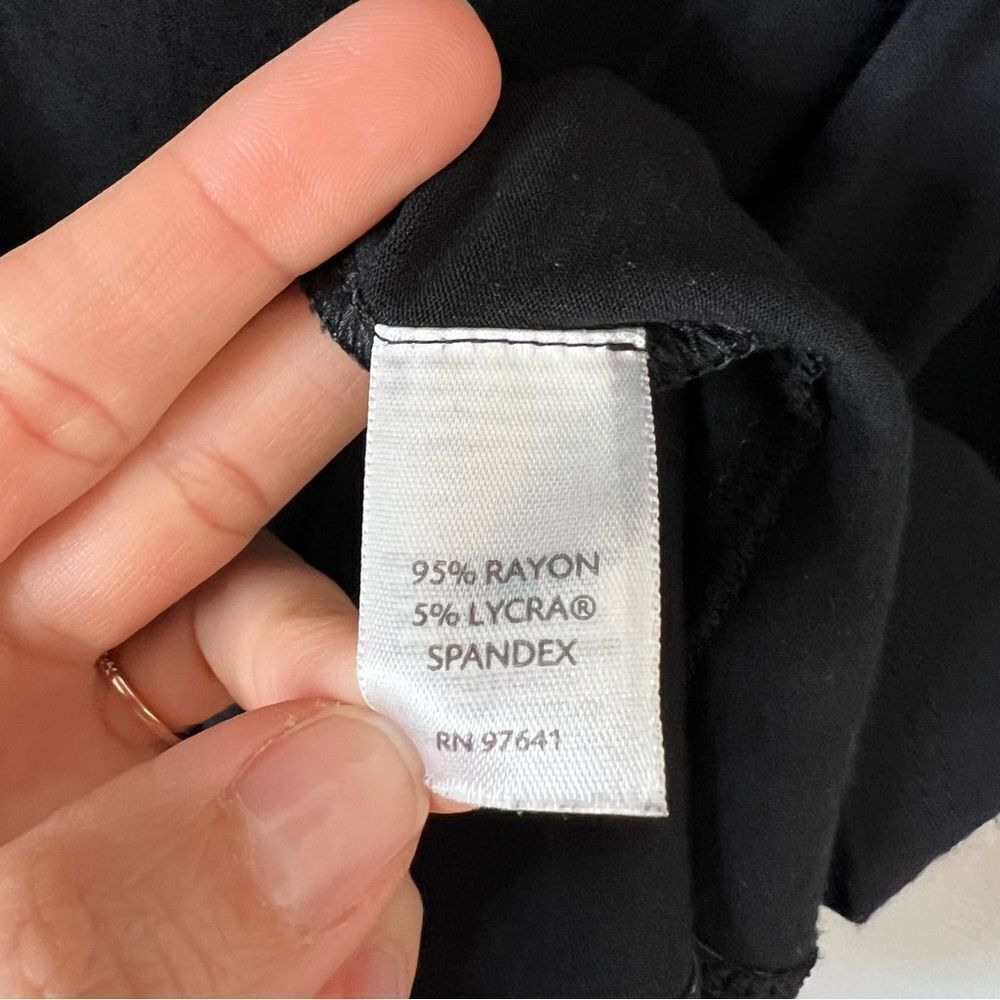 95% RAYON
5% LYCRA®
SPANDEX
RN 97641